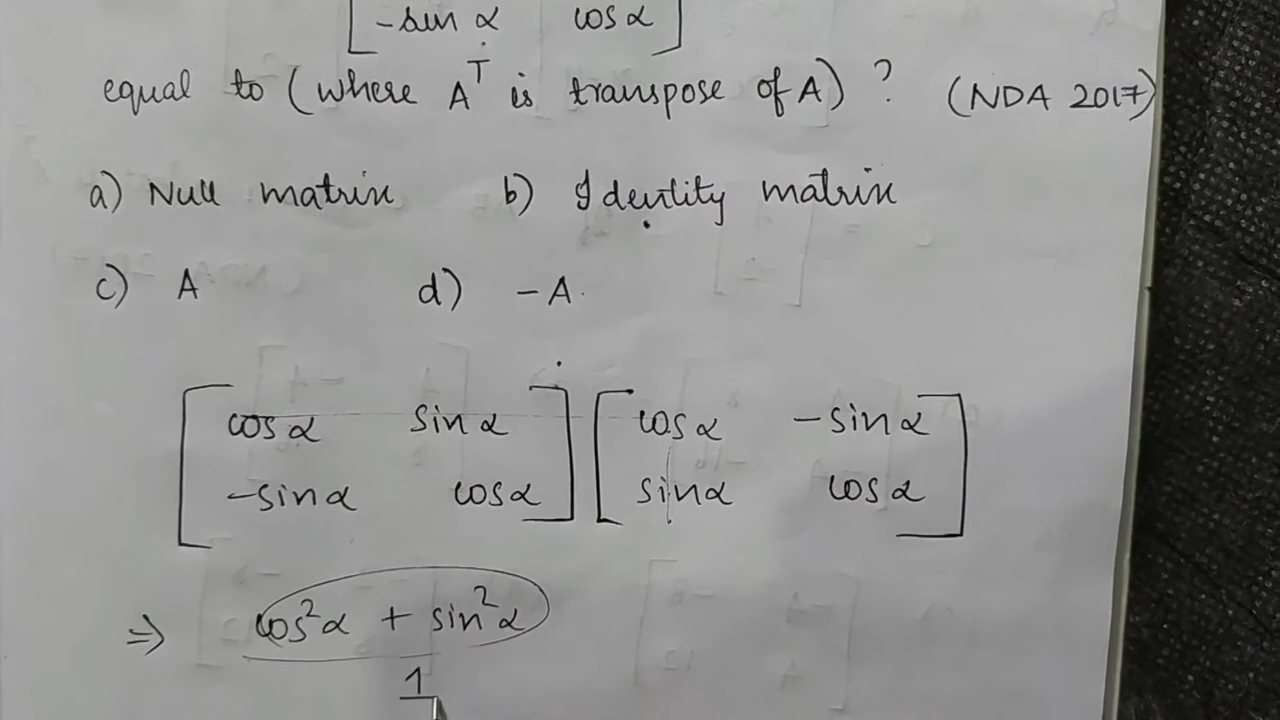 -sin α cos α
equal to (where Aᵀ is transpose of A) ? (NDA 2017)
a) Null matrix b) Identity matrix
c) A d) -A.
cos α sin α cos α -sin α
-sin α cos α sin α cos α
⇒ cos²α + sin²α
1